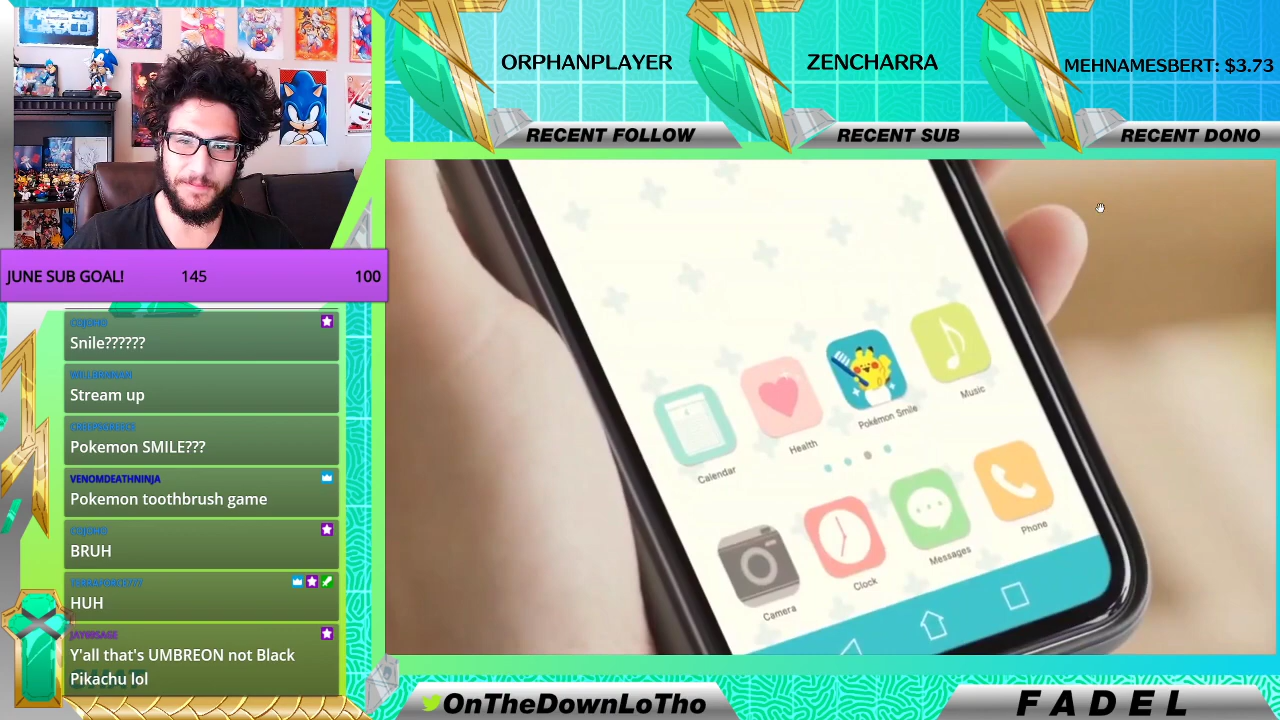 ORPHANPLAYER
ZENCHARRA
MEHNAMESBERT: $3.73
RECENT FOLLOW
RECENT SUB
RECENT DONO
JUNE SUB GOAL! 145 100
Snile??????
Stream up
Pokemon SMILE???
VENOMDEATHNINJA
Pokemon toothbrush game
BRUH
HUH
Y'all that's UMBREON not Black
Pikachu lol
Calendar
Health
Pokémon Smile
Music
Camera
Clock
Messages
Phone
OnTheDownLoTho
FADEL